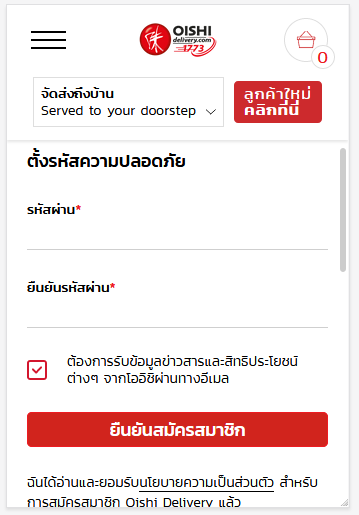 OISHI
delivery.com
1773
0
จัดส่งถึงบ้าน
Served to your doorstep
ลูกค้าใหม่
คลิกที่นี่
ตั้งรหัสความปลอดภัย
รหัสผ่าน*
ยืนยันรหัสผ่าน*
ต้องการรับข้อมูลข่าวสารและสิทธิประโยชน์
ต่างๆ จากโออิชิผ่านทางอีเมล
ยืนยันสมัครสมาชิก
ฉันได้อ่านและยอมรับนโยบายความเป็นส่วนตัว สำหรับ
การสมัครสมาชิก Oishi Delivery แล้ว